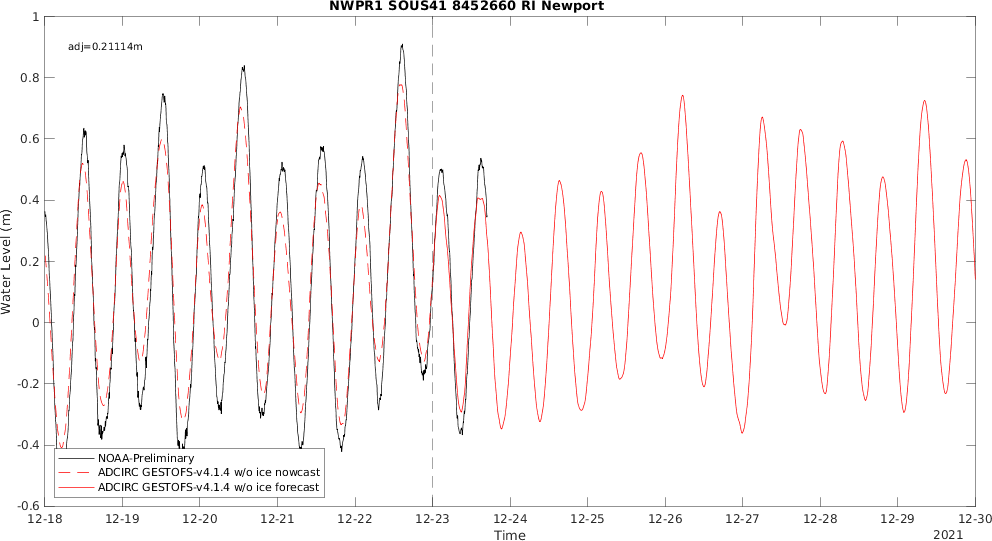 NWPR1 SOUS41 8452660 RI Newport
1
adj=0.21114m
0.8
0.6
0.4
0.2
0
-0.2
-0.4
-0.6
Water Level (m)
NOAA-Preliminary
ADCIRC GESTOFS-v4.1.4 w/o ice nowcast
ADCIRC GESTOFS-v4.1.4 w/o ice forecast
12-18 12-19 12-20 12-21 12-22 12-23 12-24 12-25 12-26 12-27 12-28 12-29 12-30
Time
2021